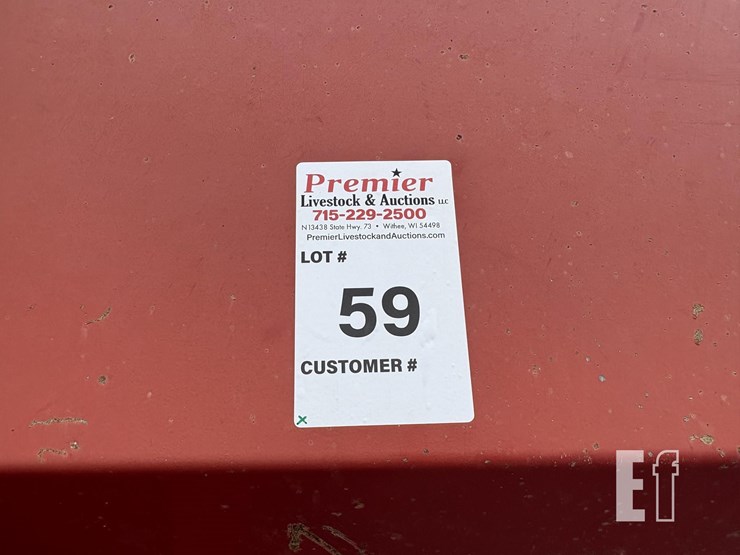 Premier
Livestock & Auctions LLC
715-229-2500
N13438 State Hwy. 73 • Withee, WI 54498
PremierLivestockandAuctions.com
LOT #
59
CUSTOMER #
x
Ef